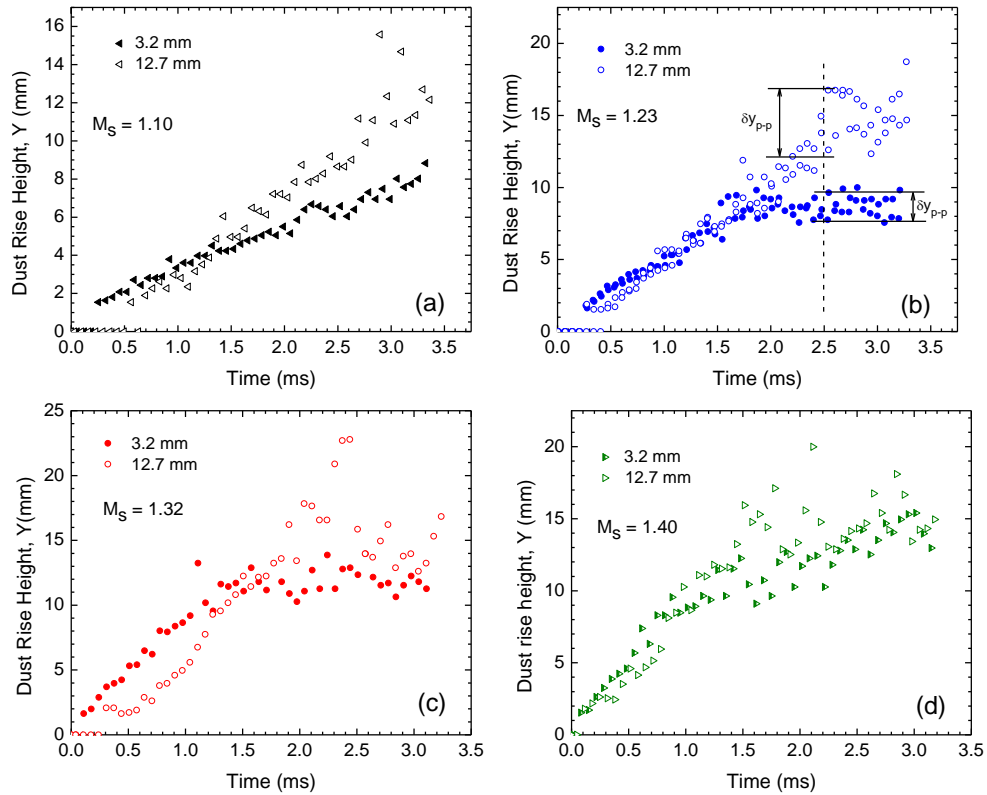 16
14
12
10
8
6
4
2
0
Dust Rise Height, Y (mm)
3.2 mm
12.7 mm
M_S = 1.10
(a)
0.0 0.5 1.0 1.5 2.0 2.5 3.0 3.5
Time (ms)
20
15
10
5
0
Dust Rise Height, Y(mm)
3.2 mm
12.7 mm
M_S = 1.23
δy_p-p
δy_p-p
(b)
0.0 0.5 1.0 1.5 2.0 2.5 3.0 3.5
Time (ms)
25
20
15
10
5
0
Dust Rise Height, Y(mm)
3.2 mm
12.7 mm
M_S = 1.32
(c)
0.0 0.5 1.0 1.5 2.0 2.5 3.0 3.5
Time (ms)
20
15
10
5
0
Dust rise height, Y(mm)
3.2 mm
12.7 mm
M_S = 1.40
(d)
0.0 0.5 1.0 1.5 2.0 2.5 3.0 3.5
Time (ms)